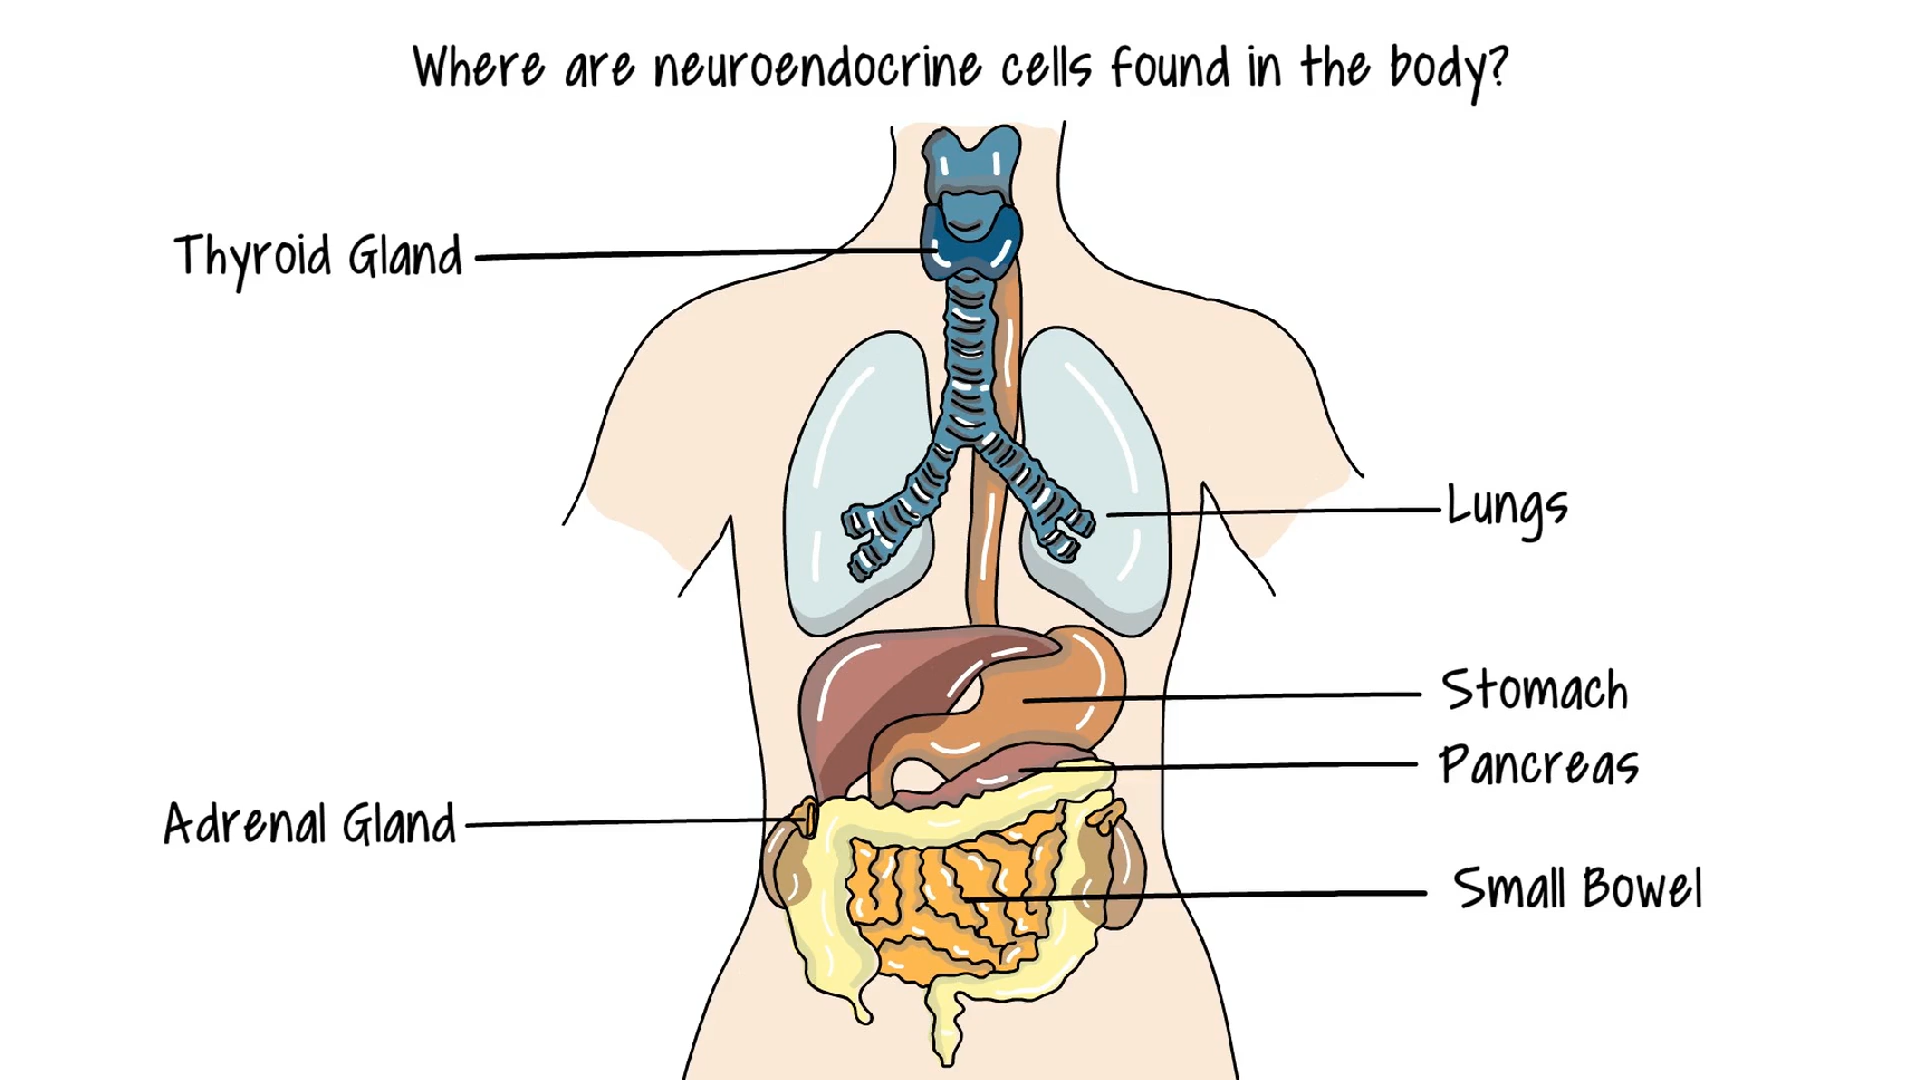 Where are neuroendocrine cells found in the body?
Thyroid Gland
Lungs
Stomach
Pancreas
Adrenal Gland
Small Bowel